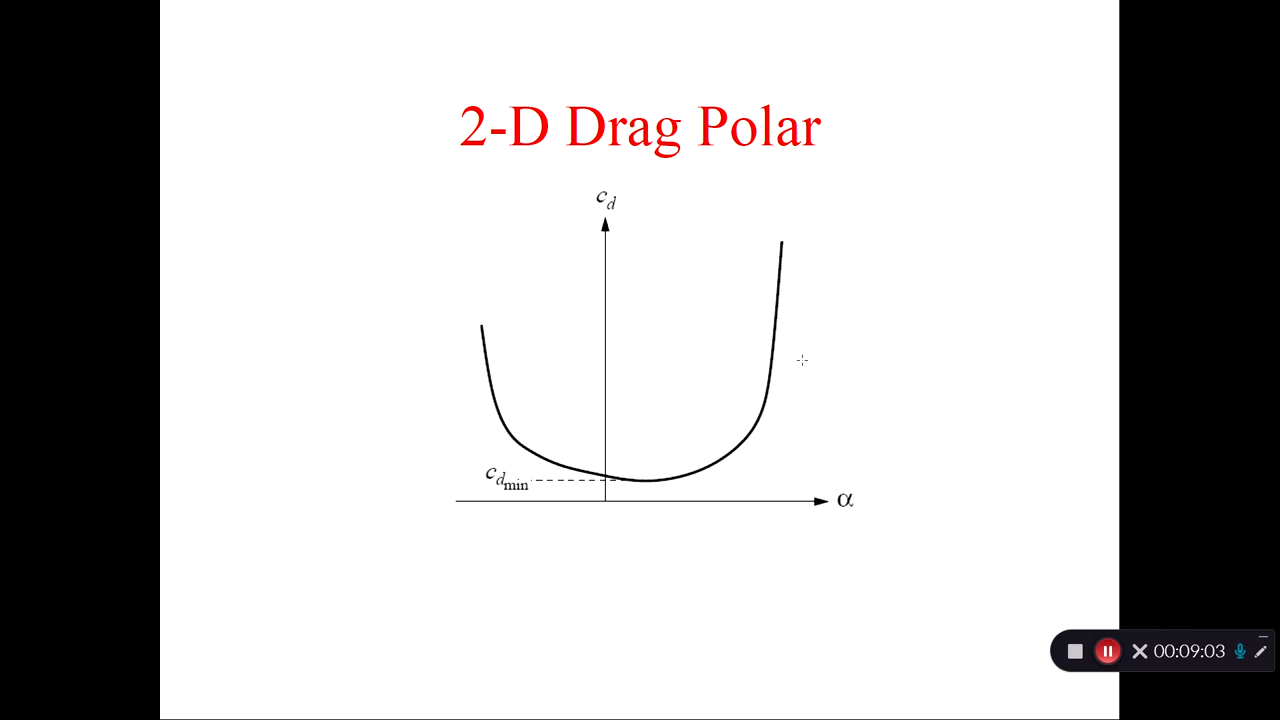 2-D Drag Polar
c_d
c_d_min
α
00:09:03